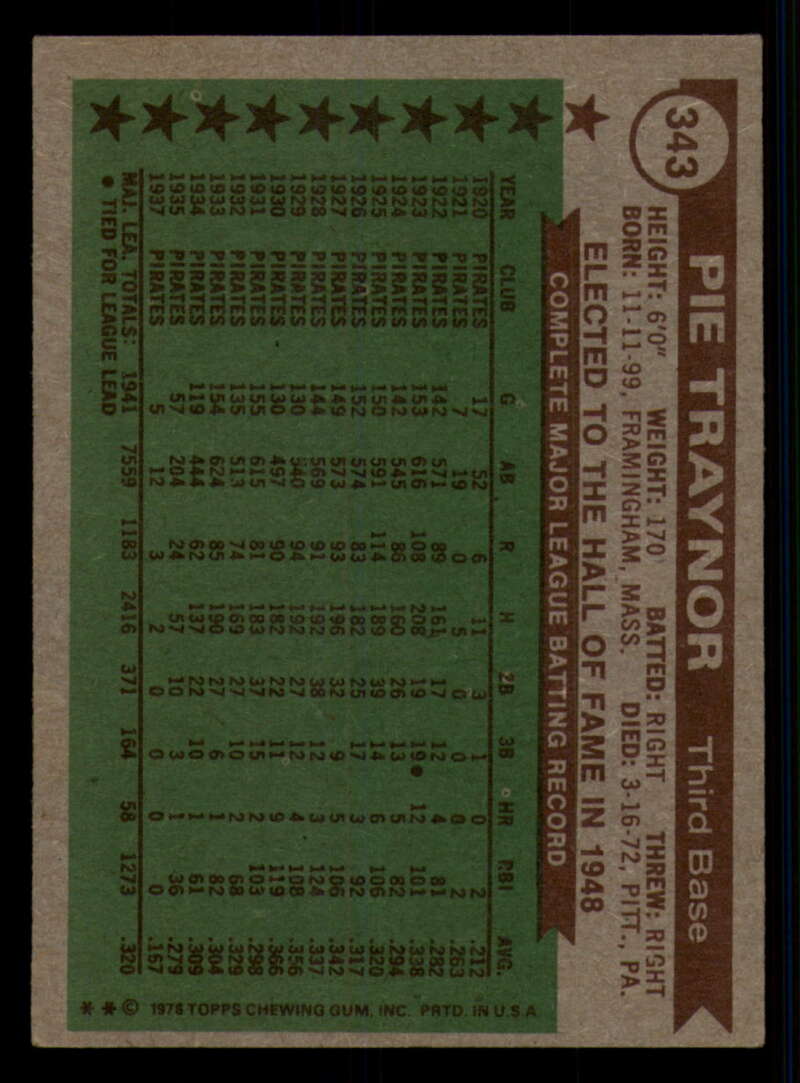 343
PIE TRAYNOR Third Base
HEIGHT: 6'0" WEIGHT: 170 BATTED: RIGHT THREW: RIGHT
BORN: 11-11-99, FRAMINGHAM, MASS. DIED: 3-16-72, PITT., PA.
ELECTED TO THE HALL OF FAME IN 1948
COMPLETE MAJOR LEAGUE BATTING RECORD
YEAR CLUB G AB R H 2B 3B HR RBI AVG.
1920 PIRATES 17 52 6 11 3 1 0 2 .212
1921 PIRATES 7 19 0 5 0 0 0 2 .263
1922 PIRATES 142 571 89 161 17 12 4 81 .282
1923 PIRATES 153 616 108 208 19 19● 12 101 .338
1924 PIRATES 142 545 86 160 26 13 5 82 .294
1925 PIRATES 150 591 114 189 39 14 6 106 .320
1926 PIRATES 152 574 83 182 25 17 3 92 .317
1927 PIRATES 149 573 93 196 32 9 5 106 .342
1928 PIRATES 144 569 91 192 38 12 3 124 .337
1929 PIRATES 130 540 94 192 27 12 4 108 .356
1930 PIRATES 130 497 90 182 22 11 9 119 .366
1931 PIRATES 155 615 81 183 37 15 2 103 .298
1932 PIRATES 135 513 74 169 27 10 2 68 .329
1933 PIRATES 154 624 85 190 27 6 1 82 .304
1934 PIRATES 119 444 62 137 22 10 1 61 .309
1935 PIRATES 57 204 24 57 10 3 1 36 .279
1937 PIRATES 5 12 3 2 0 0 0 0 .167
MAJ. LEA. TOTALS: 1941 7559 1183 2416 371 164 58 1273 .320
● TIED FOR LEAGUE LEAD
* * © 1976 TOPPS CHEWING GUM, INC. PRTD. IN U.S.A.